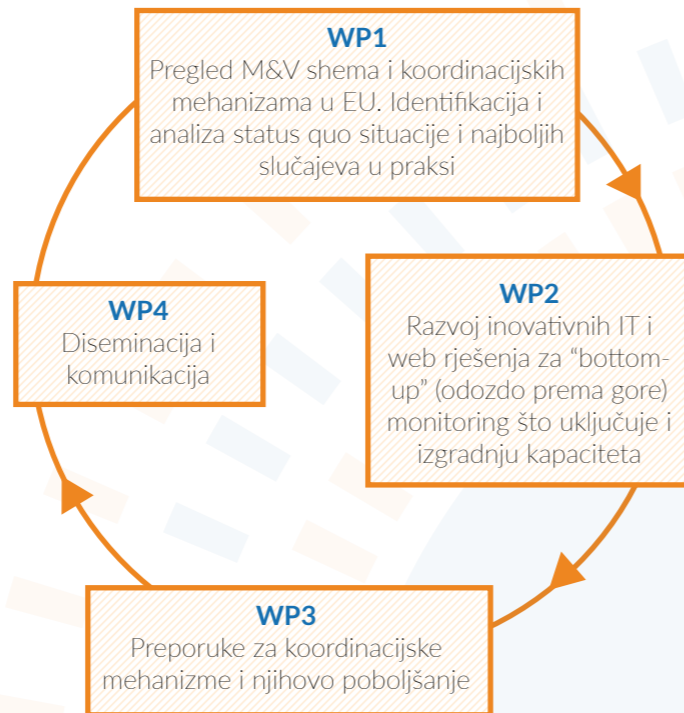 WP1
Pregled M&V shema i koordinacijskih
mehanizama u EU. Identifikacija i
analiza status quo situacije i najboljih
slučajeva u praksi
WP2
Razvoj inovativnih IT i
web rješenja za “bottom-
up” (odozdo prema gore)
monitoring što uključuje i
izgradnju kapaciteta
WP3
Preporuke za koordinacijske
mehanizme i njihovo poboljšanje
WP4
Diseminacija i
komunikacija